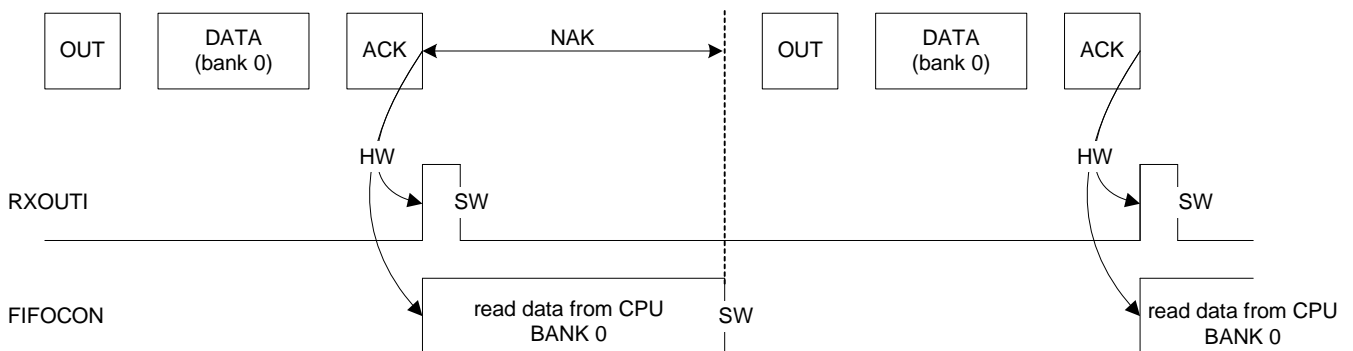 OUT
DATA
(bank 0)
ACK
NAK
OUT
DATA
(bank 0)
ACK
HW
HW
RXOUTI
SW
SW
FIFOCON
read data from CPU
BANK 0
SW
read data from CPU
BANK 0